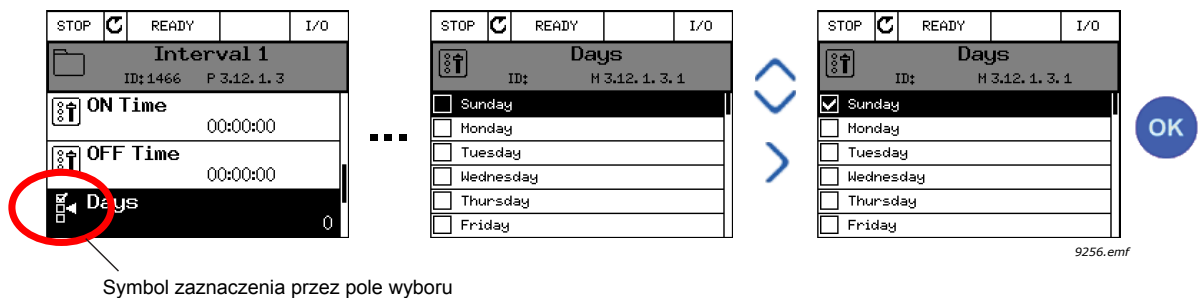 STOP READY I/O
Interval 1
ID:1466 P 3.12.1.3
ON Time
00:00:00
OFF Time
00:00:00
Days
0
STOP READY I/O
Days
ID: M 3.12.1.3.1
Sunday
Monday
Tuesday
Wednesday
Thursday
Friday
STOP READY I/O
Days
ID: M 3.12.1.3.1
Sunday
Monday
Tuesday
Wednesday
Thursday
Friday
OK
9256.emf
Symbol zaznaczenia przez pole wyboru